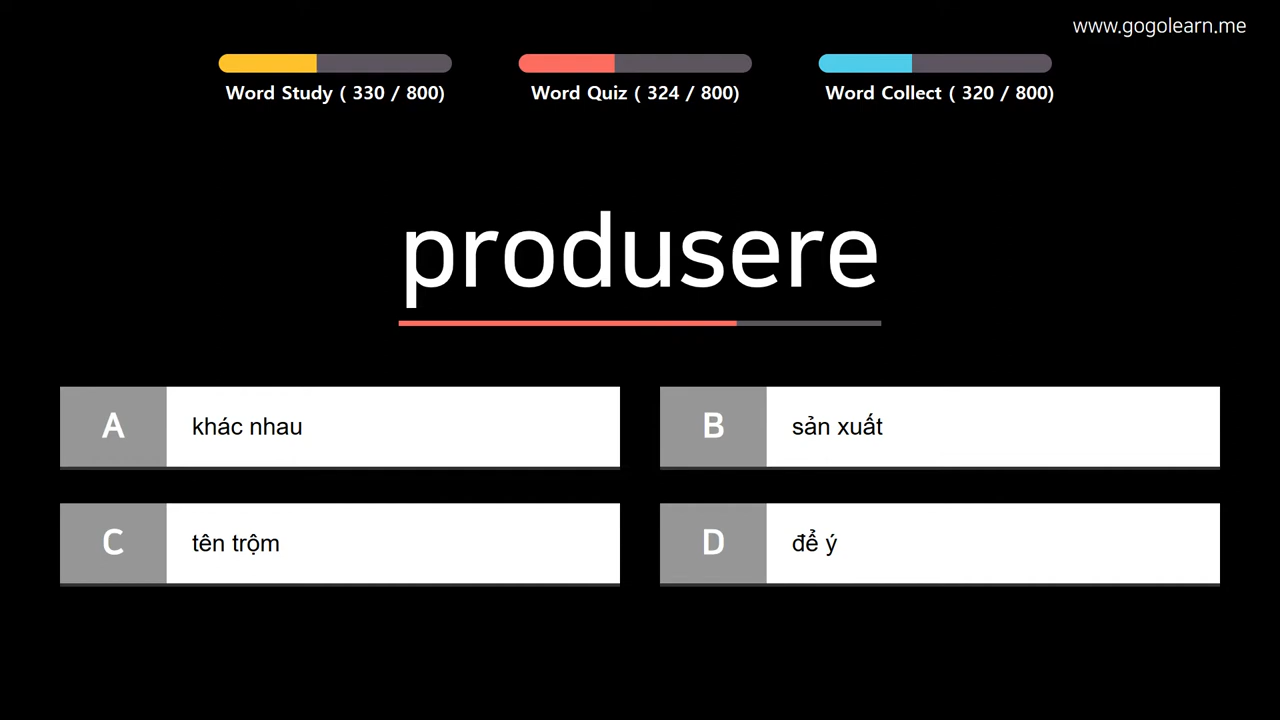 www.gogolearn.me
Word Study ( 330 / 800)
Word Quiz ( 324 / 800)
Word Collect ( 320 / 800)
produsere
A khác nhau
B sản xuất
C tên trộm
D để ý